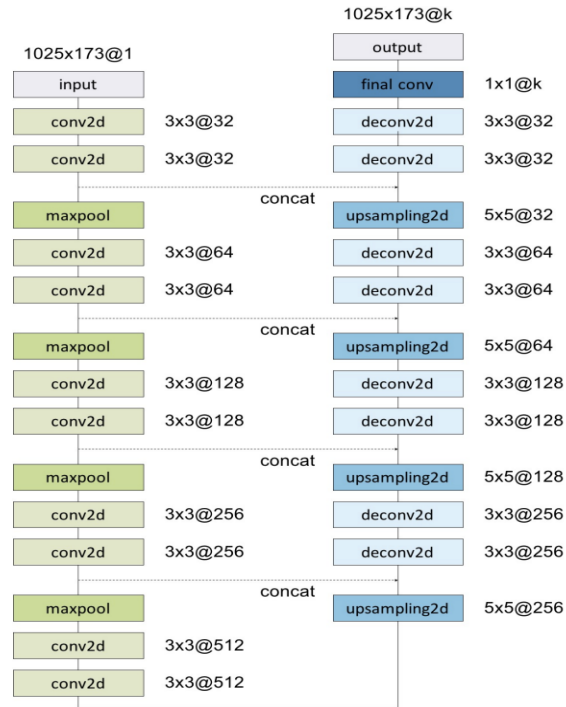 1025x173@k
1025x173@1
output
input
final conv 1x1@k
conv2d 3x3@32
deconv2d 3x3@32
conv2d 3x3@32
deconv2d 3x3@32
concat
maxpool
upsampling2d 5x5@32
conv2d 3x3@64
deconv2d 3x3@64
conv2d 3x3@64
deconv2d 3x3@64
concat
maxpool
upsampling2d 5x5@64
conv2d 3x3@128
deconv2d 3x3@128
conv2d 3x3@128
deconv2d 3x3@128
concat
maxpool
upsampling2d 5x5@128
conv2d 3x3@256
deconv2d 3x3@256
conv2d 3x3@256
deconv2d 3x3@256
concat
maxpool
upsampling2d 5x5@256
conv2d 3x3@512
conv2d 3x3@512